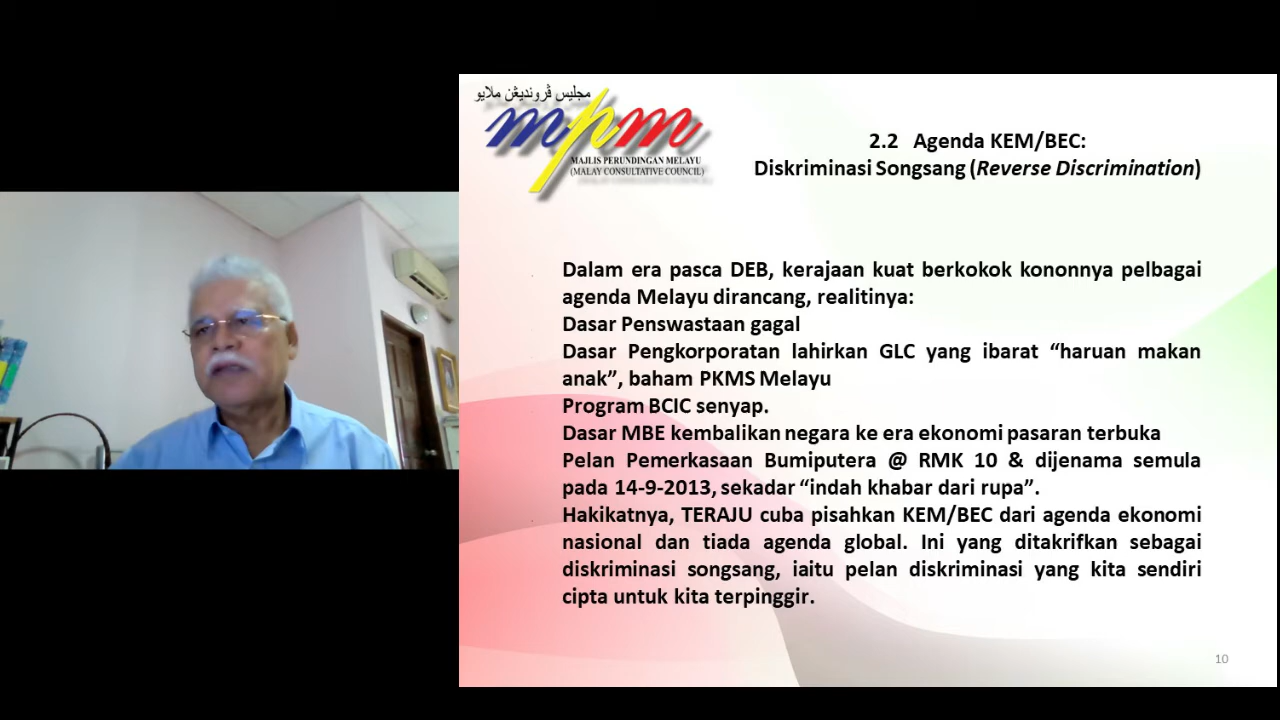 مجليس ڤرونديڠن ملايو
mpm
MAJLIS PERUNDINGAN MELAYU
(MALAY CONSULTATIVE COUNCIL)
2.2 Agenda KEM/BEC:
Diskriminasi Songsang (Reverse Discrimination)
Dalam era pasca DEB, kerajaan kuat berkokok kononnya pelbagai
agenda Melayu dirancang, realitinya:
Dasar Penswastaan gagal
Dasar Pengkorporatan lahirkan GLC yang ibarat “haruan makan
anak”, baham PKMS Melayu
Program BCIC senyap.
Dasar MBE kembalikan negara ke era ekonomi pasaran terbuka
Pelan Pemerkasaan Bumiputera @ RMK 10 & dijenama semula
pada 14-9-2013, sekadar “indah khabar dari rupa”.
Hakikatnya, TERAJU cuba pisahkan KEM/BEC dari agenda ekonomi
nasional dan tiada agenda global. Ini yang ditakrifkan sebagai
diskriminasi songsang, iaitu pelan diskriminasi yang kita sendiri
cipta untuk kita terpinggir.
10